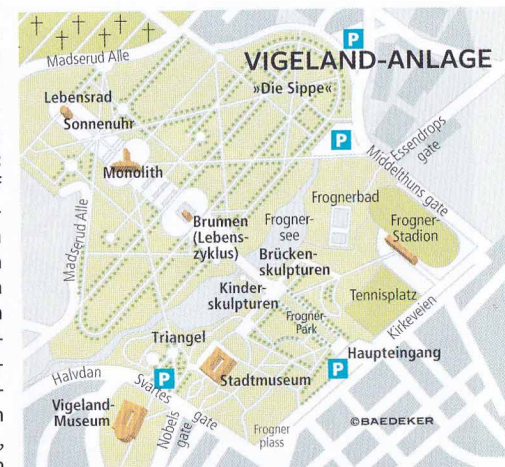 P
VIGELAND-ANLAGE
Madserud Alle
»Die Sippe«
Lebensrad
Sonnenuhr
P
Essendrops
gate
Middelthuns gate
Monolith
Frognerbad
Madserud Alle
Brunnen
(Lebens-
zyklus)
Frogner-
see
Frogner-
Stadion
Brücken-
skulpturen
Kinder-
skulpturen
Tennisplatz
Frogner-
Park
Kirkeveien
Triangel
Haupteingang
P
P
Halvdan
Svartes
gate
Stadtmuseum
Vigeland-
Museum
Nobels
gate
Frogner
plass
©BAEDEKER